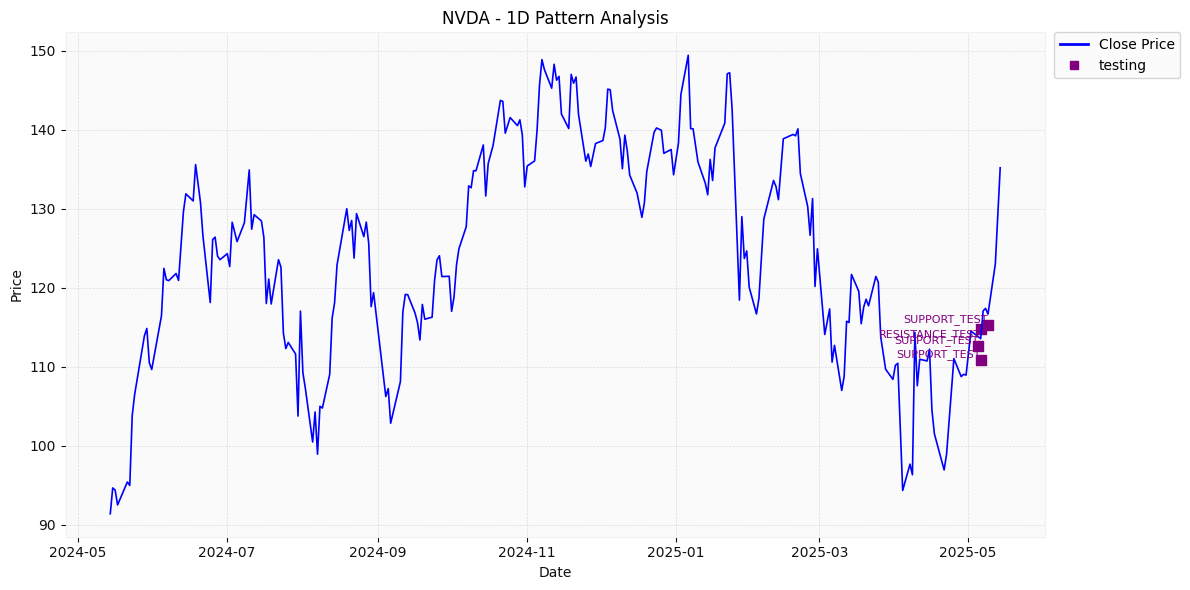 NVDA - 1D Pattern Analysis
Close Price
testing
Price
150
140
130
120
110
100
90
SUPPORT_TEST
RESISTANCE_TEST
SUPPORT_TEST
SUPPORT_TEST
2024-05
2024-07
2024-09
2024-11
2025-01
2025-03
2025-05
Date